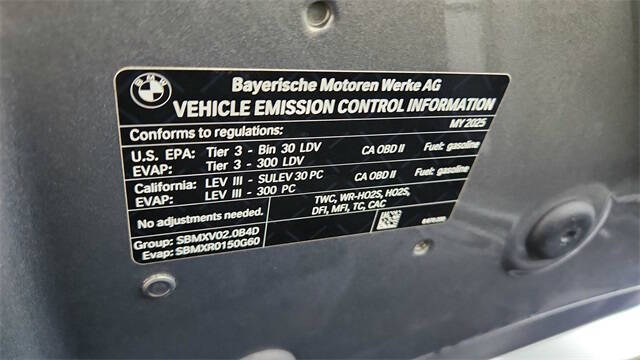 BMW
Bayerische Motoren Werke AG
VEHICLE EMISSION CONTROL INFORMATION
Conforms to regulations: MY 2025
U.S. EPA: Tier 3 - Bin 30 LDV CA OBD II Fuel: gasoline
EVAP: Tier 3 - 300 LDV
California: LEV III - SULEV 30 PC CA OBD II Fuel: gasoline
EVAP: LEV III - 300 PC
No adjustments needed. TWC, WR-HO2S, HO2S,
DFI, MFI, TC, CAC
Group: SBMXV02.0B4D
Evap: SBMXR0150G60